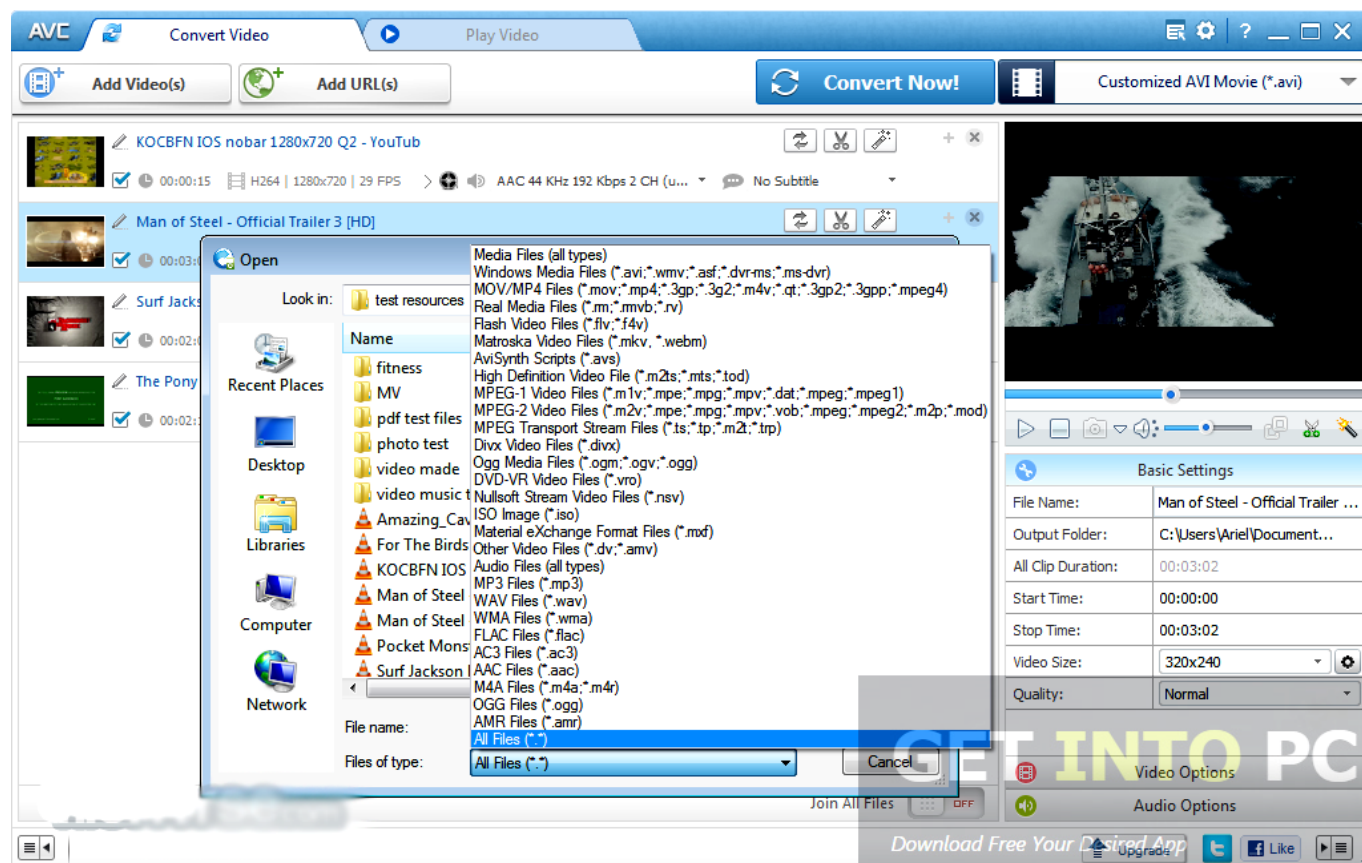 AVC
Convert Video
Play Video
?
Add Video(s)
Add URL(s)
Convert Now!
Customized AVI Movie (*.avi)
KOCBFN IOS nobar 1280x720 Q2 - YouTub
00:00:15 H264 | 1280x720 | 29 FPS AAC 44 KHz 192 Kbps 2 CH (u... No Subtitle
Man of Steel - Official Trailer 3 [HD]
00:03:
Surf Jacks
00:02:
The Pony
00:02:
Open
Look in: test resources
Name
fitness
MV
pdf test files
photo test
video made
video music t
Amazing_Cav
For The Birds
KOCBFN IOS
Man of Steel
Man of Steel
Pocket Mons
Surf Jackson
Recent Places
Desktop
Libraries
Computer
Network
Media Files (all types)
Windows Media Files (*.avi;*.wmv;*.asf;*.dvr-ms;*.ms-dvr)
MOV/MP4 Files (*.mov;*.mp4;*.3gp;*.3g2;*.m4v;*.qt;*.3gp2;*.3gpp;*.mpeg4)
Real Media Files (*.rm;*.rmvb;*.rv)
Flash Video Files (*.flv;*.f4v)
Matroska Video Files (*.mkv, *.webm)
AviSynth Scripts (*.avs)
High Definition Video File (*.m2ts;*.mts;*.tod)
MPEG-1 Video Files (*.m1v;*.mpe;*.mpg;*.mpv;*.dat;*.mpeg;*.mpeg1)
MPEG-2 Video Files (*.m2v;*.mpe;*.mpg;*.mpv;*.vob;*.mpeg;*.mpeg2;*.m2p;*.mod)
MPEG Transport Stream Files (*.ts;*.tp;*.m2t;*.trp)
Divx Video Files (*.divx)
Ogg Media Files (*.ogm;*.ogv;*.ogg)
DVD-VR Video Files (*.vro)
Nullsoft Stream Video Files (*.nsv)
ISO Image (*.iso)
Material eXchange Format Files (*.mxf)
Other Video Files (*.dv;*.amv)
Audio Files (all types)
MP3 Files (*.mp3)
WAV Files (*.wav)
WMA Files (*.wma)
FLAC Files (*.flac)
AC3 Files (*.ac3)
AAC Files (*.aac)
M4A Files (*.m4a;*.m4r)
OGG Files (*.ogg)
AMR Files (*.amr)
All Files (*.*)
File name:
Files of type: All Files (*.*)
Cancel
Join All Files OFF
Basic Settings
File Name: Man of Steel - Official Trailer ...
Output Folder: C:\Users\Ariel\Document...
All Clip Duration: 00:03:02
Start Time: 00:00:00
Stop Time: 00:03:02
Video Size: 320x240
Quality: Normal
Video Options
Audio Options
GET INTO PC
Download Free Your Desired App
Upgrade
Like